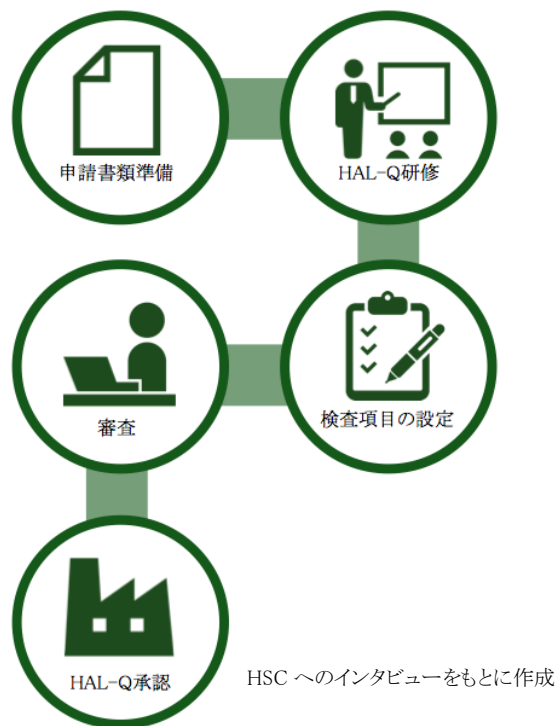 申請書類準備
HAL-Q研修
検査項目の設定
審査
HAL-Q承認
HSC へのインタビューをもとに作成